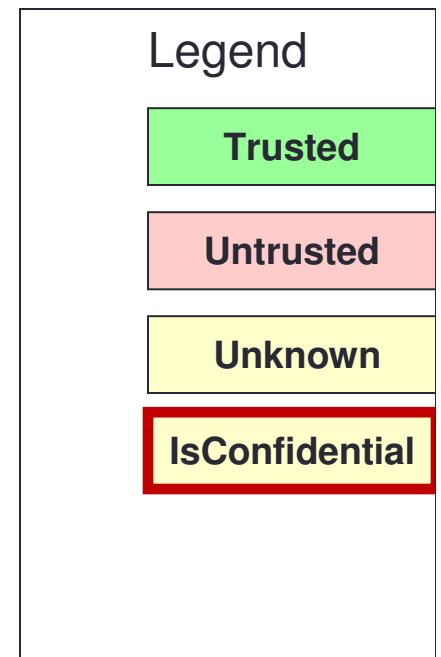 Legend
Trusted
Untrusted
Unknown
IsConfidential